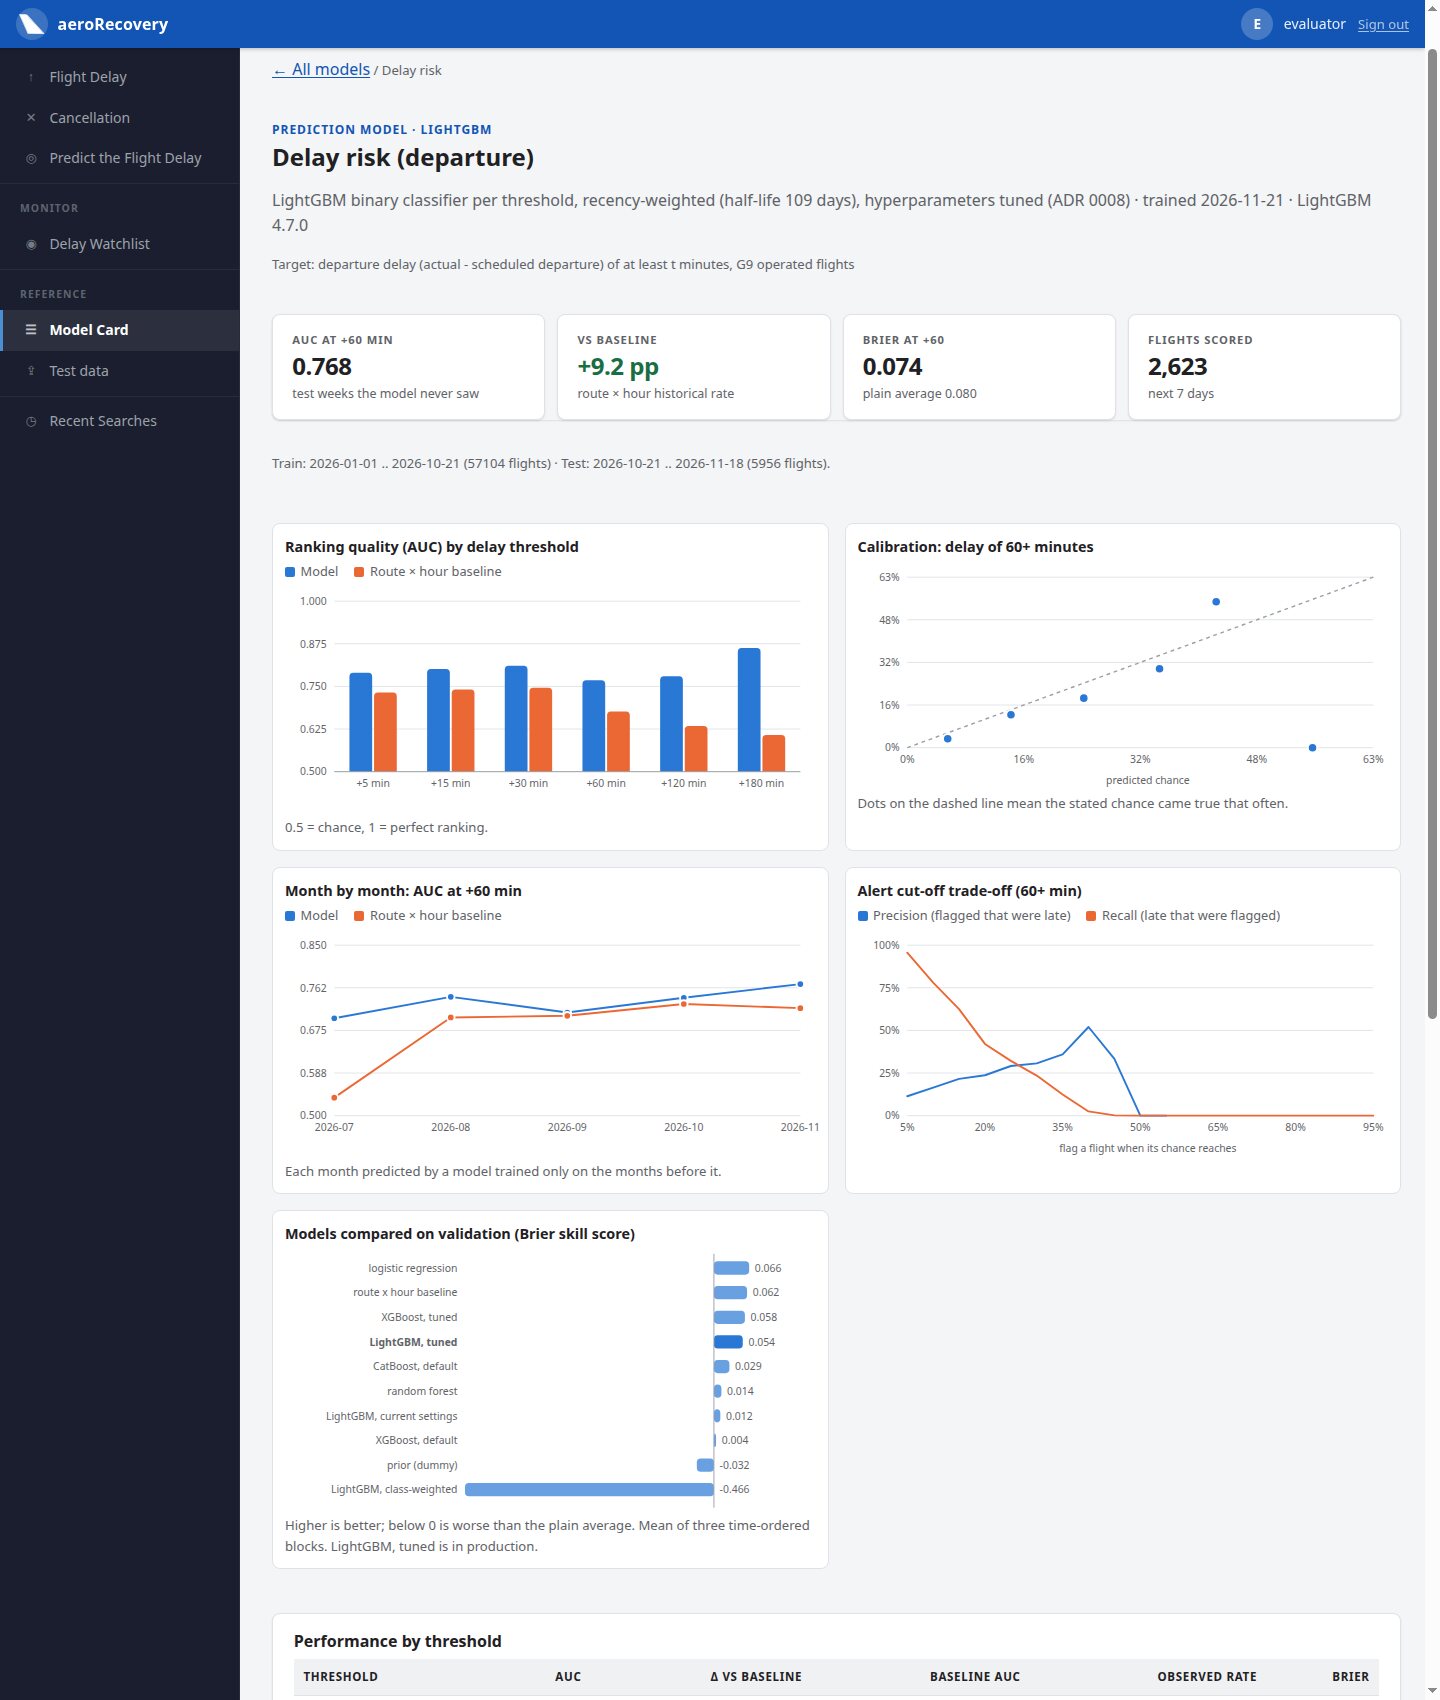 aeroRecovery
E evaluator Sign out
↑ Flight Delay
✕ Cancellation
◎ Predict the Flight Delay
MONITOR
◉ Delay Watchlist
REFERENCE
☰ Model Card
⇪ Test data
◷ Recent Searches
← All models / Delay risk
PREDICTION MODEL · LIGHTGBM
Delay risk (departure)
LightGBM binary classifier per threshold, recency-weighted (half-life 109 days), hyperparameters tuned (ADR 0008) · trained 2026-11-21 · LightGBM
4.7.0
Target: departure delay (actual - scheduled departure) of at least t minutes, G9 operated flights
AUC AT +60 MIN
0.768
test weeks the model never saw
VS BASELINE
+9.2 pp
route × hour historical rate
BRIER AT +60
0.074
plain average 0.080
FLIGHTS SCORED
2,623
next 7 days
Train: 2026-01-01 .. 2026-10-21 (57104 flights) · Test: 2026-10-21 .. 2026-11-18 (5956 flights).
Ranking quality (AUC) by delay threshold
Model Route × hour baseline
1.000
0.875
0.750
0.625
0.500
+5 min +15 min +30 min +60 min +120 min +180 min
0.5 = chance, 1 = perfect ranking.
Calibration: delay of 60+ minutes
63%
48%
32%
16%
0%
0% 16% 32% 48% 63%
predicted chance
Dots on the dashed line mean the stated chance came true that often.
Month by month: AUC at +60 min
Model Route × hour baseline
0.850
0.762
0.675
0.588
0.500
2026-07 2026-08 2026-09 2026-10 2026-11
Each month predicted by a model trained only on the months before it.
Alert cut-off trade-off (60+ min)
Precision (flagged that were late) Recall (late that were flagged)
100%
75%
50%
25%
0%
5% 20% 35% 50% 65% 80% 95%
flag a flight when its chance reaches
Models compared on validation (Brier skill score)
logistic regression 0.066
route x hour baseline 0.062
XGBoost, tuned 0.058
LightGBM, tuned 0.054
CatBoost, default 0.029
random forest 0.014
LightGBM, current settings 0.012
XGBoost, default 0.004
prior (dummy) -0.032
LightGBM, class-weighted -0.466
Higher is better; below 0 is worse than the plain average. Mean of three time-ordered
blocks. LightGBM, tuned is in production.
Performance by threshold
THRESHOLD AUC Δ VS BASELINE BASELINE AUC OBSERVED RATE BRIER